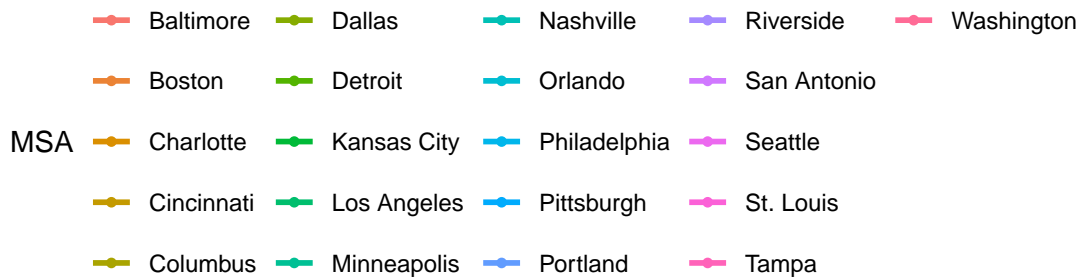 Baltimore Dallas Nashville Riverside Washington
Boston Detroit Orlando San Antonio
MSA Charlotte Kansas City Philadelphia Seattle
Cincinnati Los Angeles Pittsburgh St. Louis
Columbus Minneapolis Portland Tampa